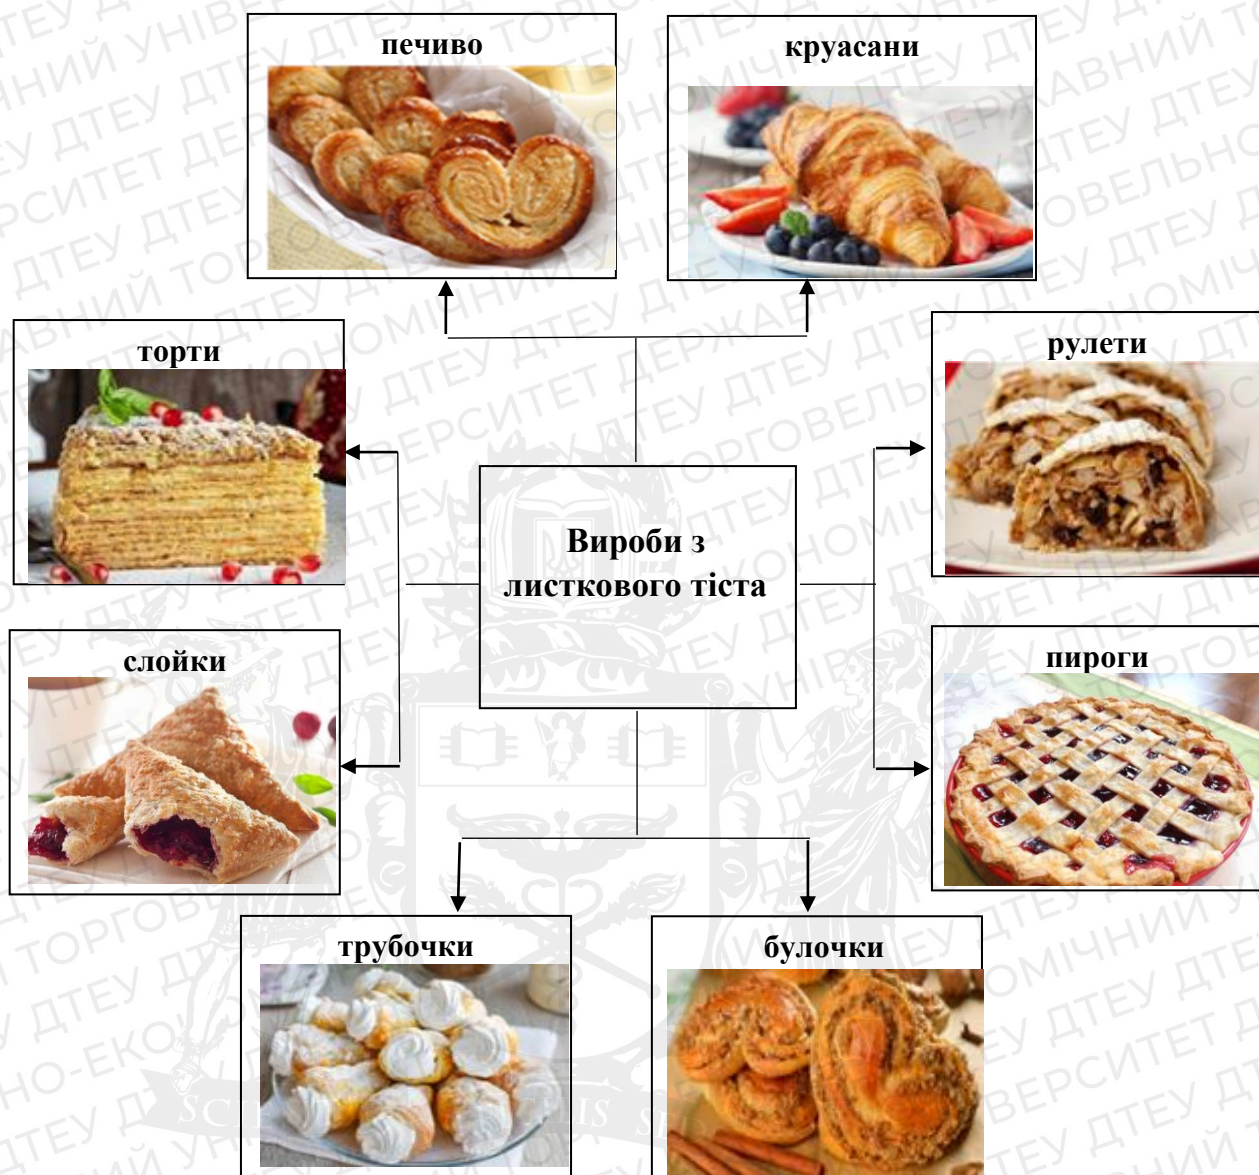 печиво
круасани
торти
рулети
Вироби з
листкового тіста
слойки
пироги
трубочки
булочки